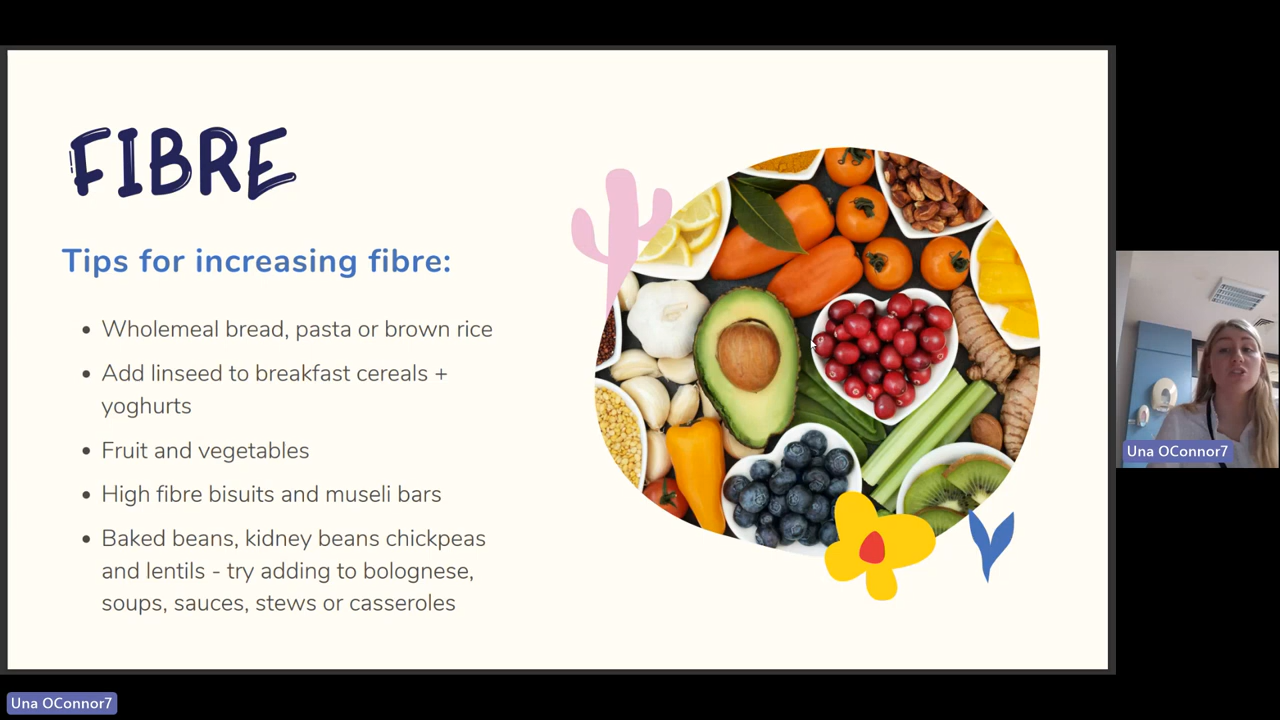 FIBRE
Tips for increasing fibre:
• Wholemeal bread, pasta or brown rice
• Add linseed to breakfast cereals +
yoghurts
• Fruit and vegetables
• High fibre bisuits and museli bars
• Baked beans, kidney beans chickpeas
and lentils - try adding to bolognese,
soups, sauces, stews or casseroles
Una OConnor7
Una OConnor7